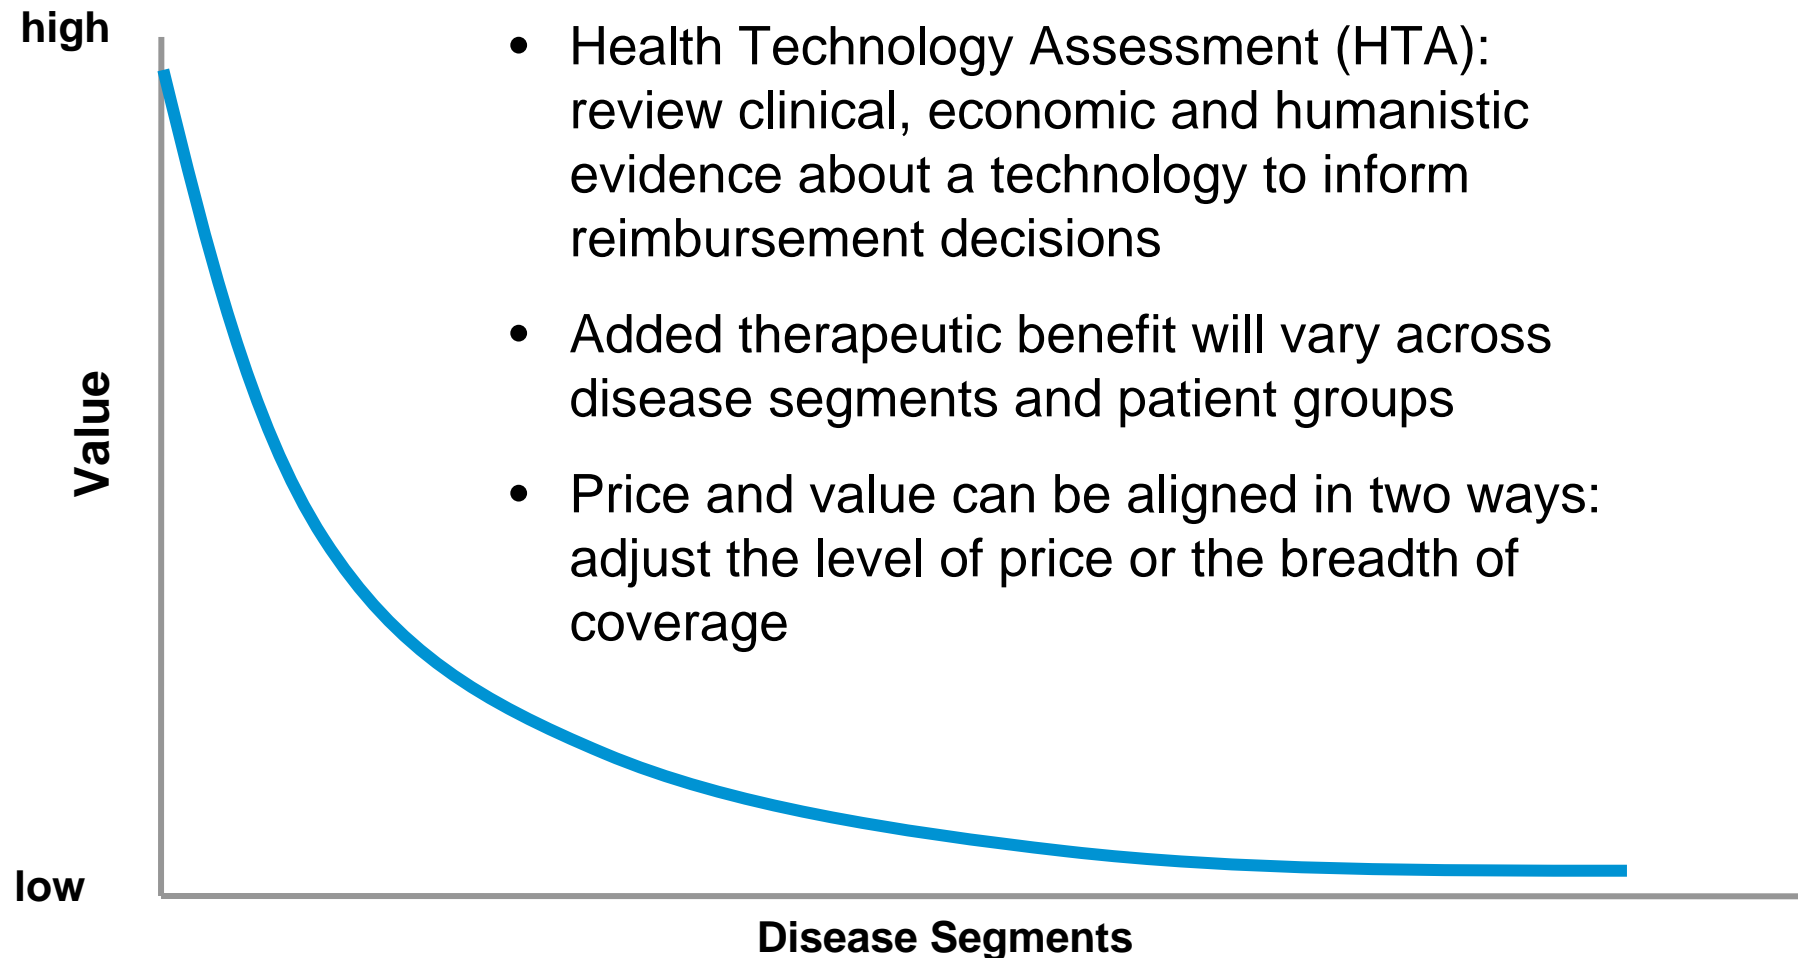 high
• Health Technology Assessment (HTA):
review clinical, economic and humanistic
evidence about a technology to inform
reimbursement decisions
• Added therapeutic benefit will vary across
disease segments and patient groups
Value
• Price and value can be aligned in two ways:
adjust the level of price or the breadth of
coverage
low
Disease Segments